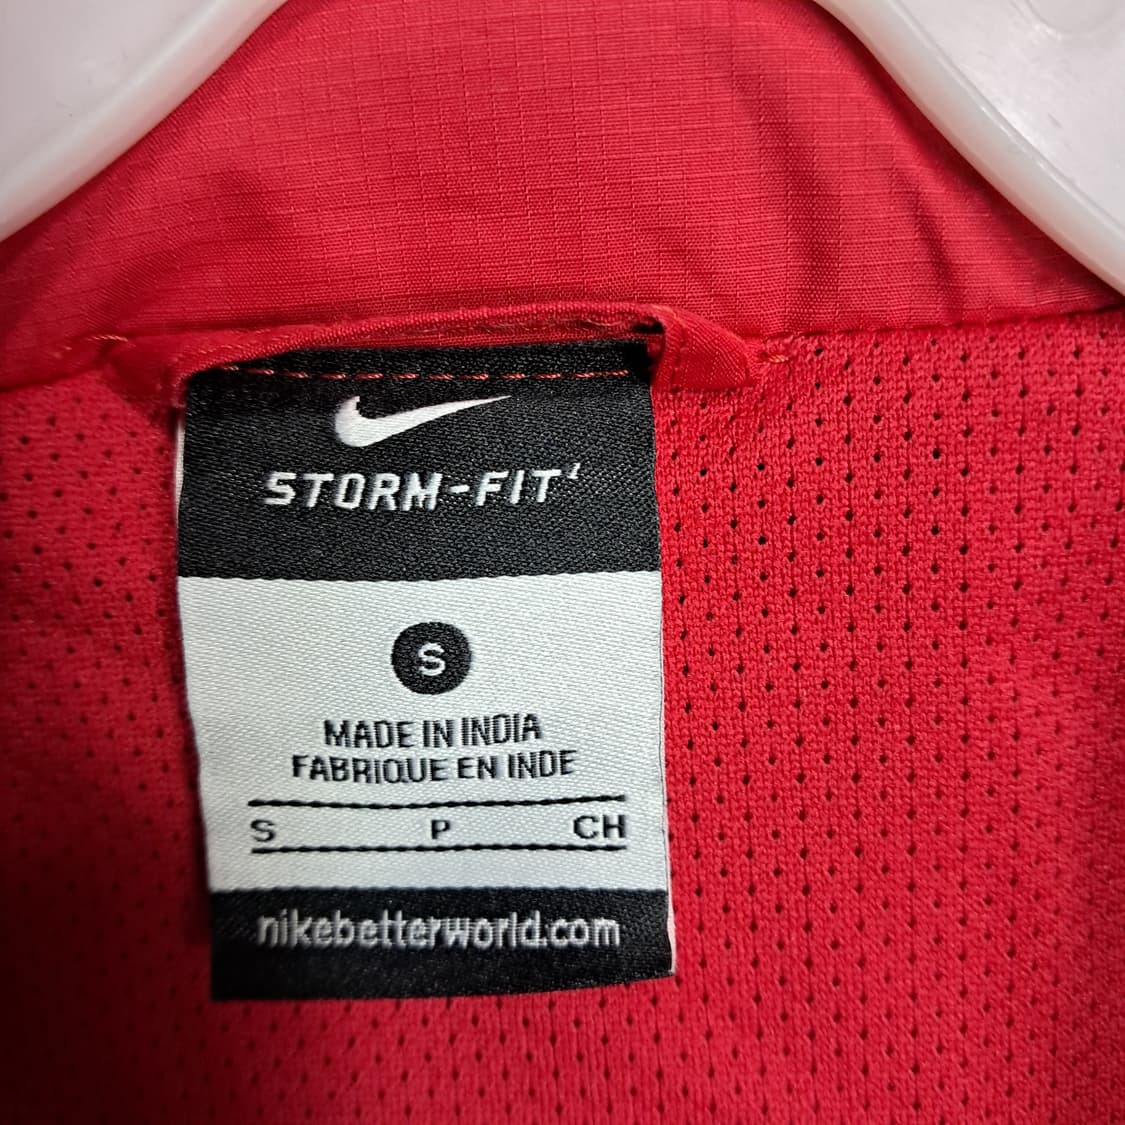 STORM-FIT
S
MADE IN INDIA
FABRIQUE EN INDE
S P CH
nikebetterworld.com